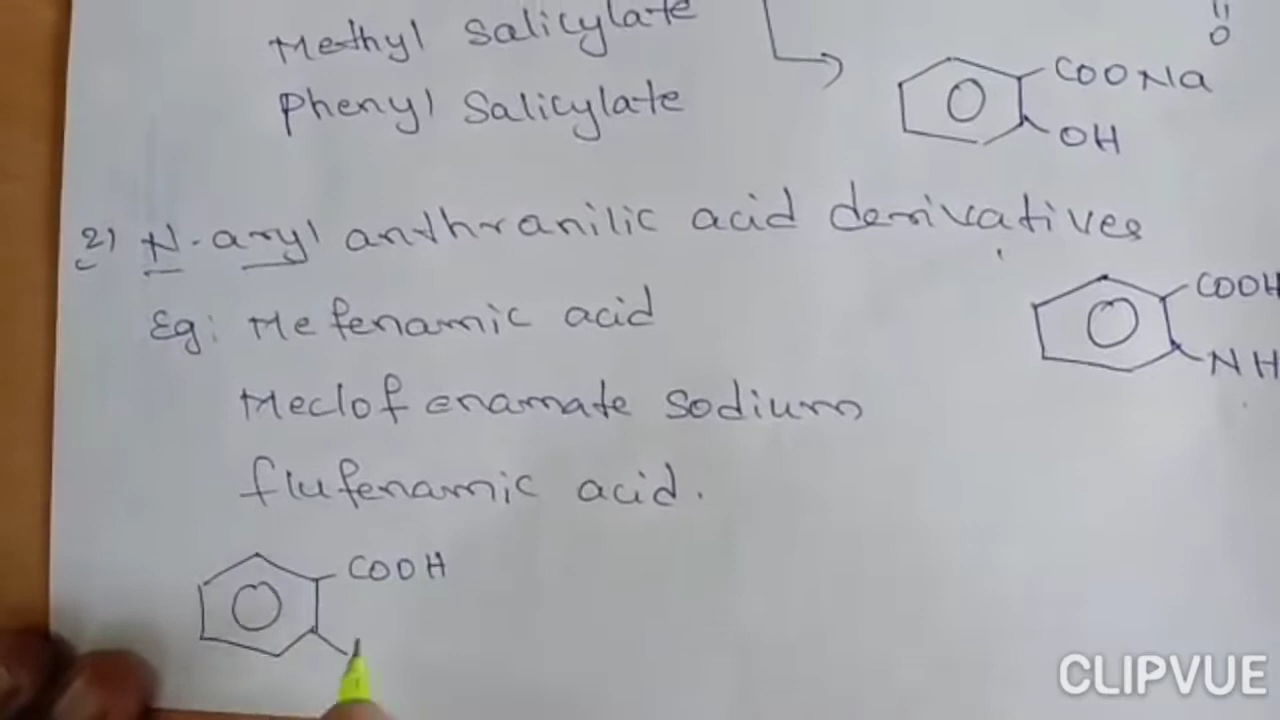 Methyl salicylate
Phenyl Salicylate
O
COONa
OH
2) N-aryl anthranilic acid derivatives
Eg: Mefenamic acid
Meclofenamate sodium
flufenamic acid.
COOH
NH
COOH
CLIPVUE